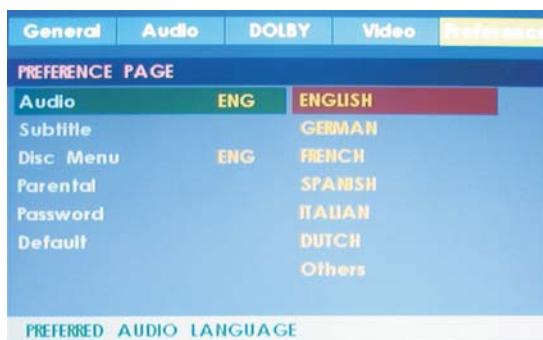 General Audio DOLBY Video Preference
PREFERENCE PAGE
Audio ENG ENGLISH
Subtitle GERMAN
Disc Menu ENG FRENCH
Parental SPANISH
Password ITALIAN
Default DUTCH
Others
PREFERRED AUDIO LANGUAGE